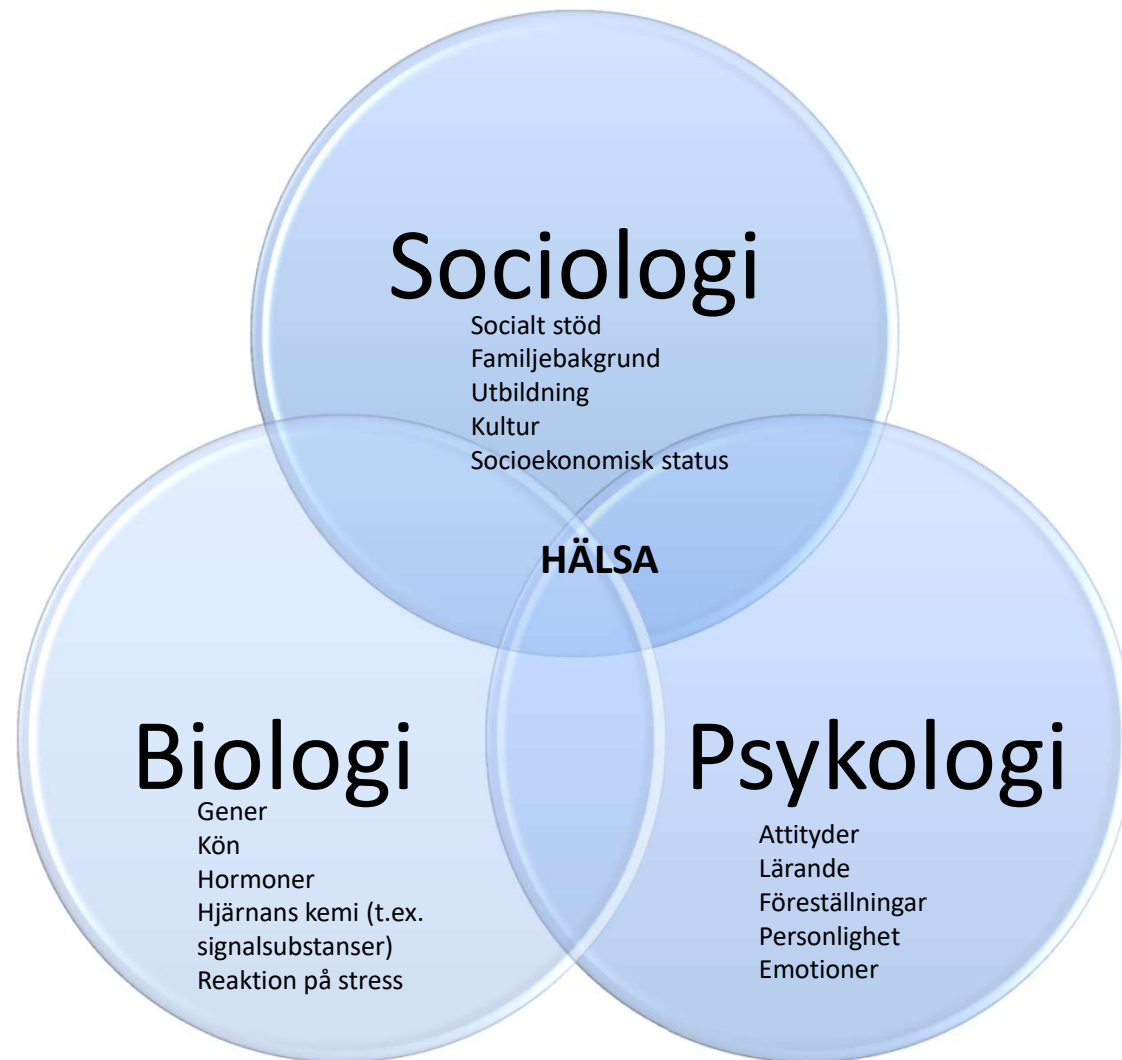 Sociologi
Socialt stöd
Familjebakgrund
Utbildning
Kultur
Socioekonomisk status
HÄLSA
Biologi
Gener
Kön
Hormoner
Hjärnans kemi (t.ex.
signalsubstanser)
Reaktion på stress
Psykologi
Attityder
Lärande
Föreställningar
Personlighet
Emotioner